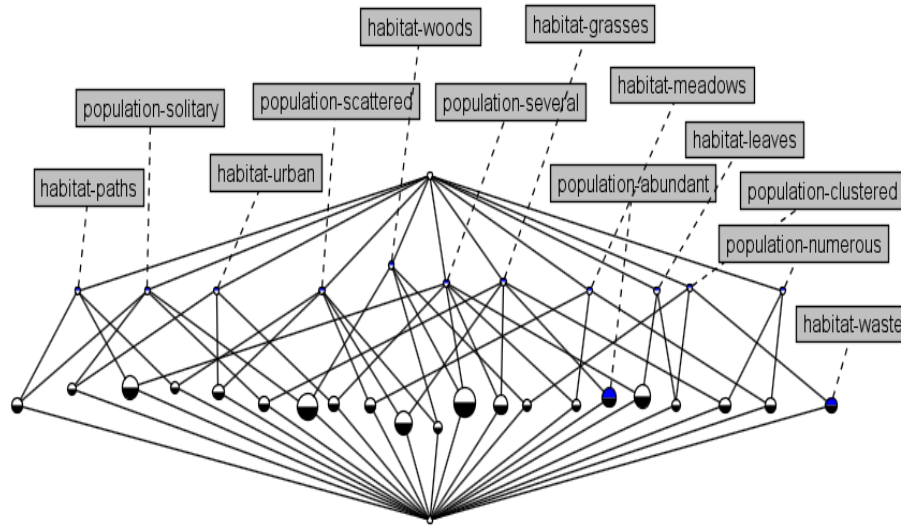 habitat-woods
habitat-grasses
habitat-meadows
population-solitary
population-scattered
population-several
habitat-leaves
habitat-paths
habitat-urban
population-abundant
population-clustered
population-numerous
habitat-waste